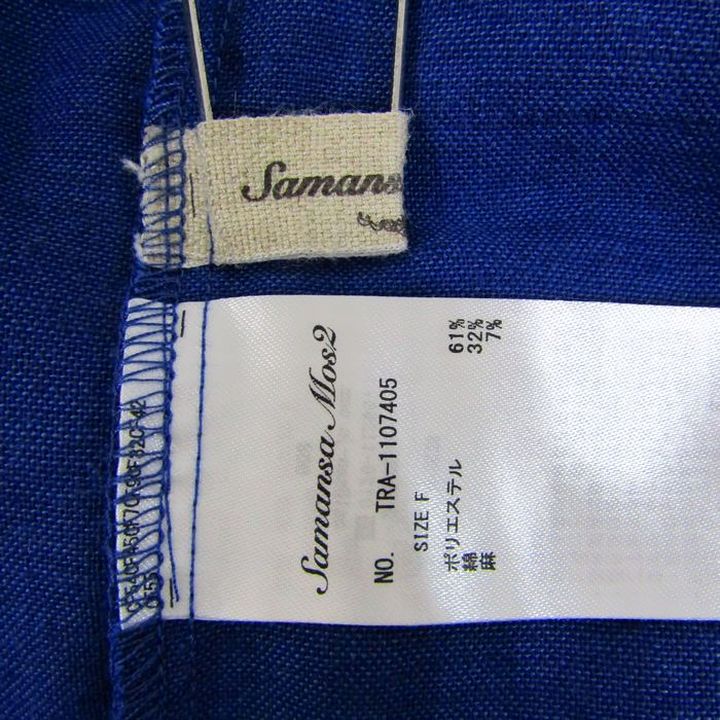 Samansa
Samansa Mos2
NO. TRA-1107405
SIZE F
ポリエステル 61%
綿 32%
麻 7%